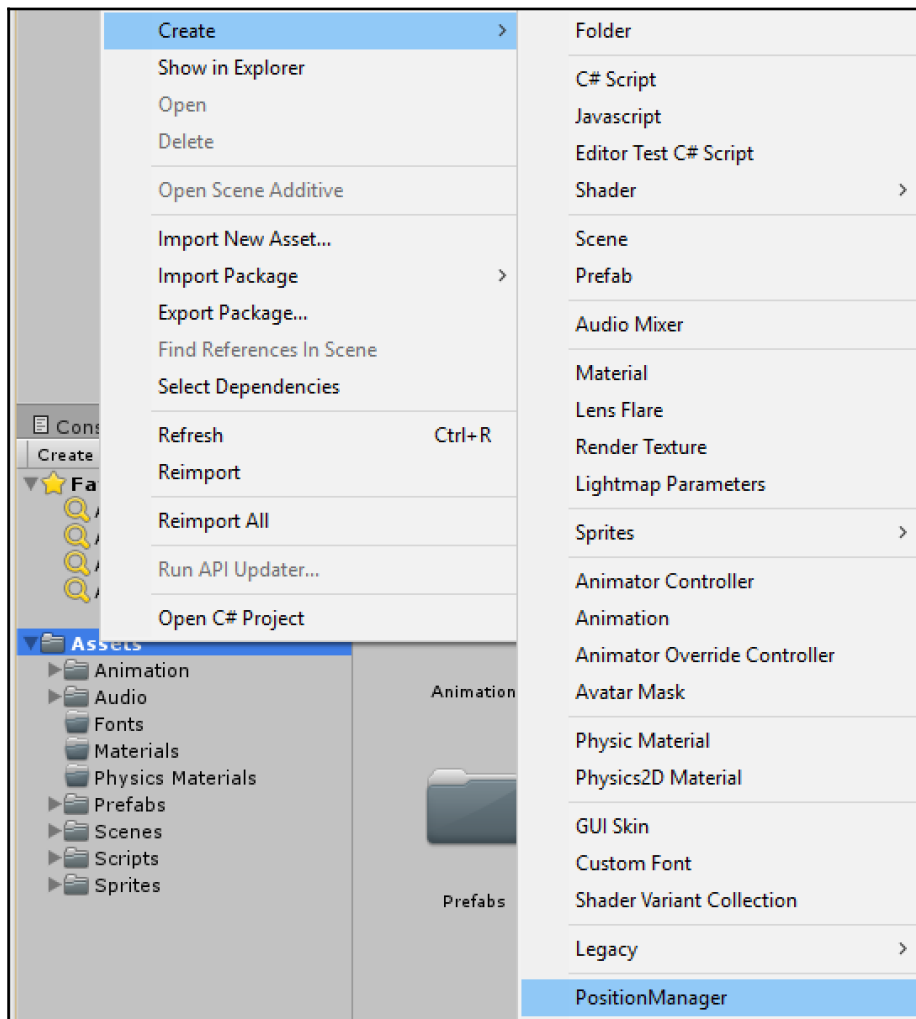 Create
Show in Explorer
Open
Delete
Open Scene Additive
Import New Asset...
Import Package
Export Package...
Find References In Scene
Select Dependencies
Refresh Ctrl+R
Reimport
Reimport All
Run API Updater...
Open C# Project
Folder
C# Script
Javascript
Editor Test C# Script
Shader
Scene
Prefab
Audio Mixer
Material
Lens Flare
Render Texture
Lightmap Parameters
Sprites
Animator Controller
Animation
Animator Override Controller
Avatar Mask
Physic Material
Physics2D Material
GUI Skin
Custom Font
Shader Variant Collection
Legacy
PositionManager
Create
Assets
Animation
Audio
Fonts
Materials
Physics Materials
Prefabs
Scenes
Scripts
Sprites
Animation
Prefabs